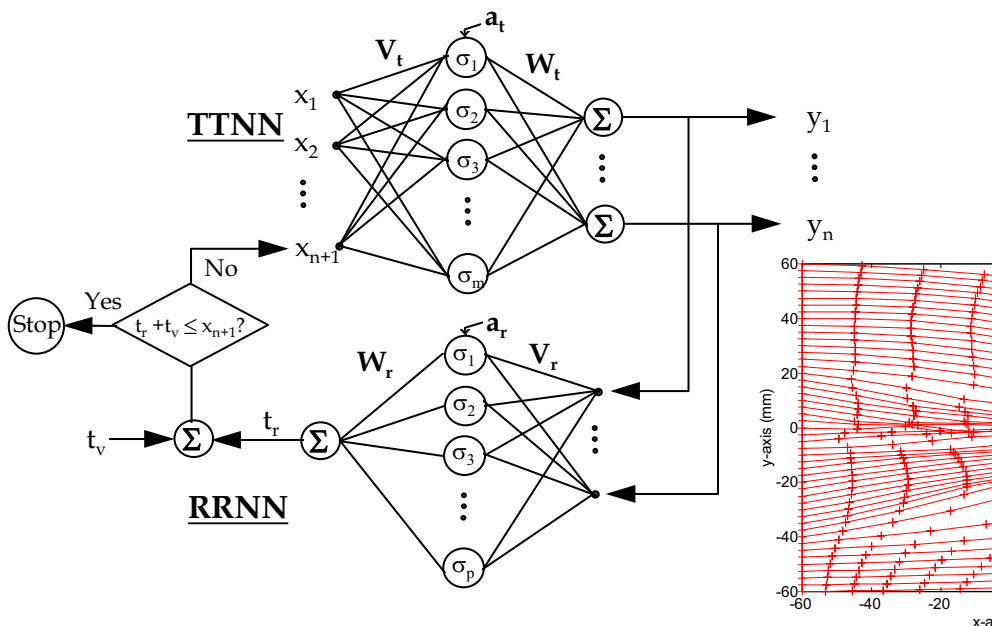 a_t
V_t
σ_1
W_t
x_1
σ_2
Σ
y_1
TTNN
x_2
σ_3
x_{n+1}
Σ
y_n
σ_m
No
Yes
Stop
t_r + t_v ≤ x_{n+1}?
a_r
W_r
σ_1
V_r
σ_2
t_v
Σ
t_r
Σ
σ_3
RRNN
σ_p
60
40
20
0
-20
-40
-60
y-axis (mm)
-60
-40
-20
x-a